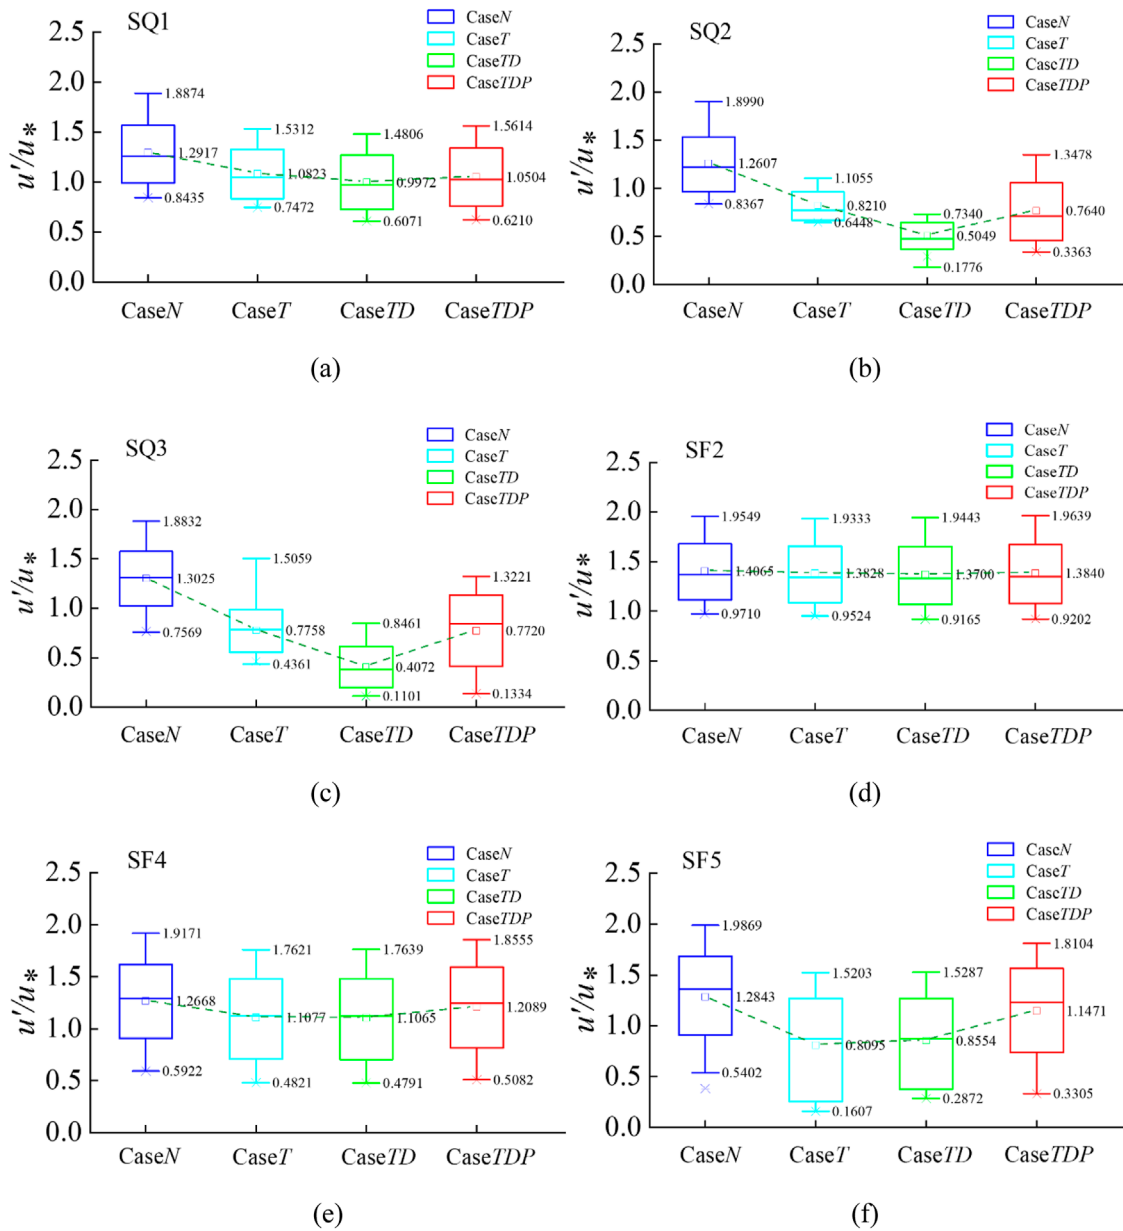 SQ1
CaseN
CaseT
CaseTD
CaseTDP
u'/u*
2.5
2.0
1.5
1.0
0.5
0.0
1.8874
1.2917
0.8435
1.5312
1.0823
0.7472
1.4806
0.9972
0.6071
1.5614
1.0504
0.6210
CaseN CaseT CaseTD CaseTDP
(a)
SQ2
CaseN
CaseT
CaseTD
CaseTDP
u'/u*
2.5
2.0
1.5
1.0
0.5
0.0
1.8990
1.2607
0.8367
1.1055
0.8210
0.6448
0.7340
0.5049
0.1776
1.3478
0.7640
0.3363
CaseN CaseT CaseTD CaseTDP
(b)
SQ3
CaseN
CaseT
CaseTD
CaseTDP
u'/u*
2.5
2.0
1.5
1.0
0.5
0.0
1.8832
1.3025
0.7569
1.5059
0.7758
0.4361
0.8461
0.4072
0.1101
1.3221
0.7720
0.1334
CaseN CaseT CaseTD CaseTDP
(c)
SF2
CaseN
CaseT
CaseTD
CaseTDP
u'/u*
2.5
2.0
1.5
1.0
0.5
0.0
1.9549
1.4065
0.9710
1.9333
1.3828
0.9524
1.9443
1.3700
0.9165
1.9639
1.3840
0.9202
CaseN CaseT CaseTD CaseTDP
(d)
SF4
CaseN
CaseT
CaseTD
CaseTDP
u'/u*
2.5
2.0
1.5
1.0
0.5
0.0
1.9171
1.2668
0.5922
1.7621
1.1077
0.4821
1.7639
1.1065
0.4791
1.8555
1.2089
0.5082
CaseN CaseT CaseTD CaseTDP
(e)
SF5
CaseN
CaseT
CaseTD
CaseTDP
u'/u*
2.5
2.0
1.5
1.0
0.5
0.0
1.9869
1.2843
0.5402
1.5203
0.8095
0.1607
1.5287
0.8554
0.2872
1.8104
1.1471
0.3305
CaseN CaseT CaseTD CaseTDP
(f)